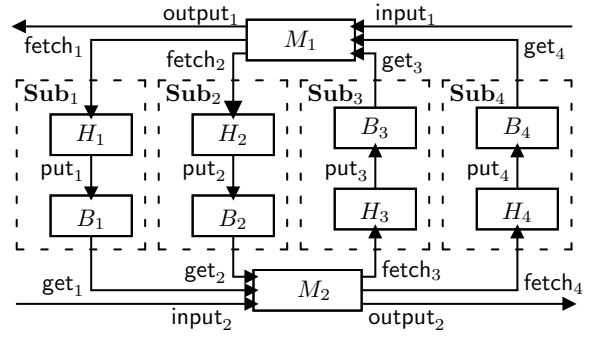 output₁ input₁
M₁
fetch₁ fetch₂ get₃ get₄
Sub₁ Sub₂ Sub₃ Sub₄
H₁ H₂ B₃ B₄
put₁ put₂ put₃ put₄
B₁ B₂ H₃ H₄
get₁ get₂ fetch₃ fetch₄
M₂
input₂ output₂